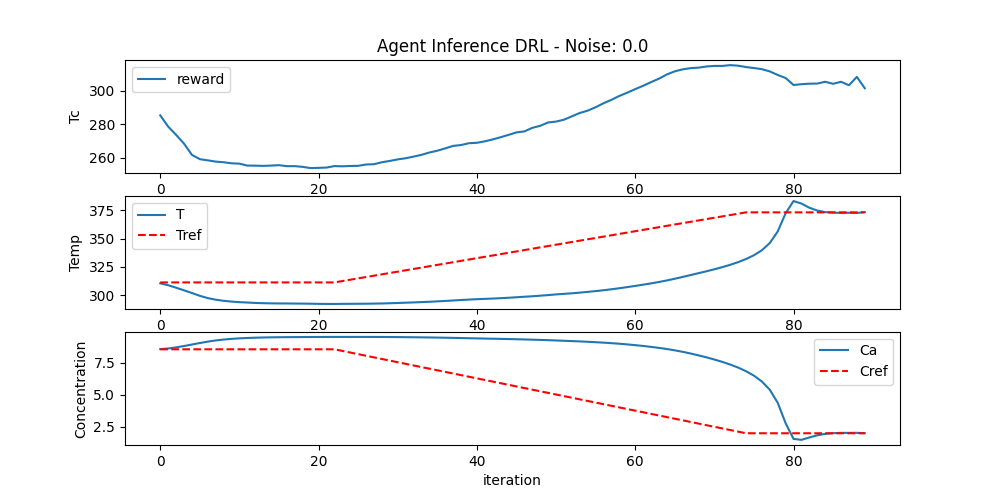 Agent Inference DRL - Noise: 0.0
reward
Tc
300
280
260
0 20 40 60 80
T
Tref
Temp
375
350
325
300
0 20 40 60 80
Ca
Cref
Concentration
7.5
5.0
2.5
0 20 40 60 80
iteration